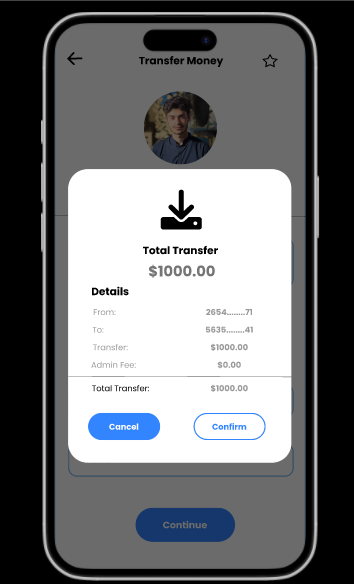 Transfer Money
Total Transfer
$1000.00
Details
From: 2654.........71
To: 5635.........41
Transfer: $1000.00
Admin Fee: $0.00
Total Transfer: $1000.00
Cancel Confirm
Continue